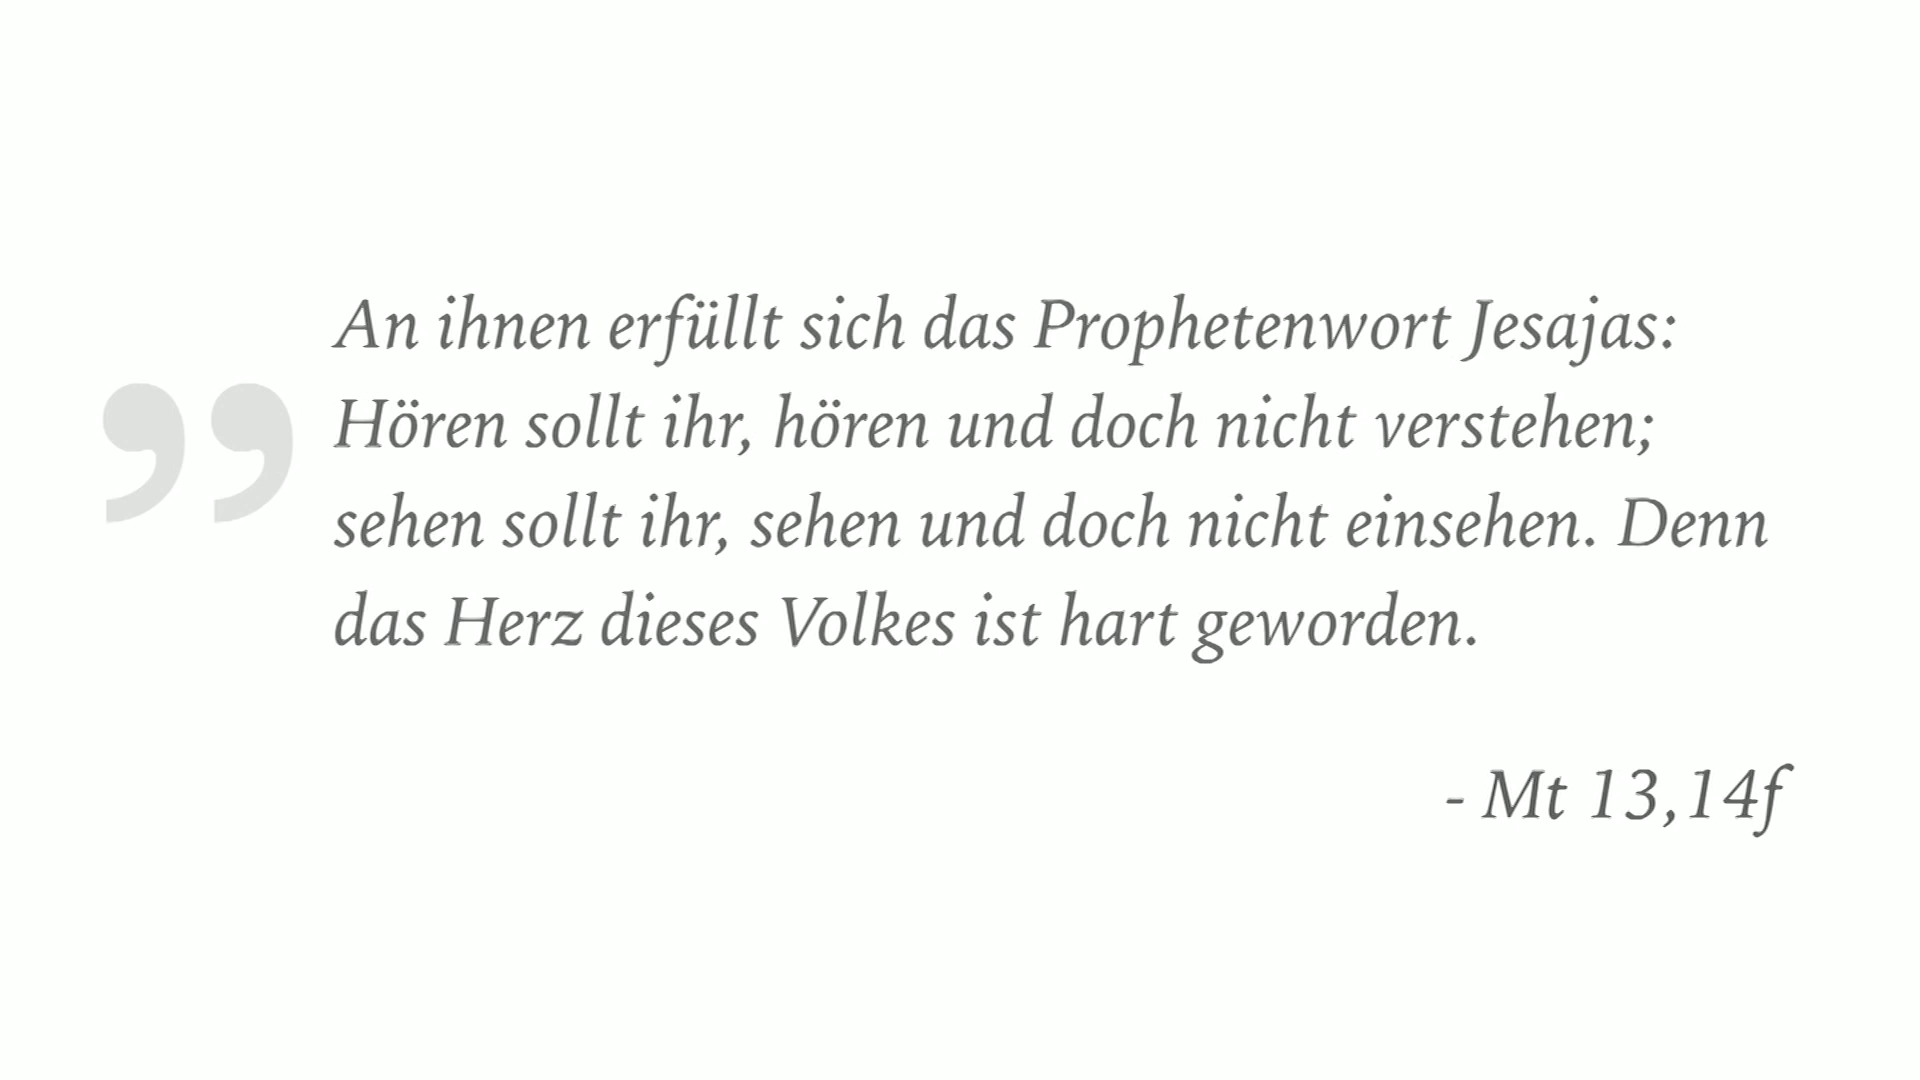 An ihnen erfüllt sich das Prophetenwort Jesajas:
Hören sollt ihr, hören und doch nicht verstehen;
sehen sollt ihr, sehen und doch nicht einsehen. Denn
das Herz dieses Volkes ist hart geworden.
- Mt 13,14f